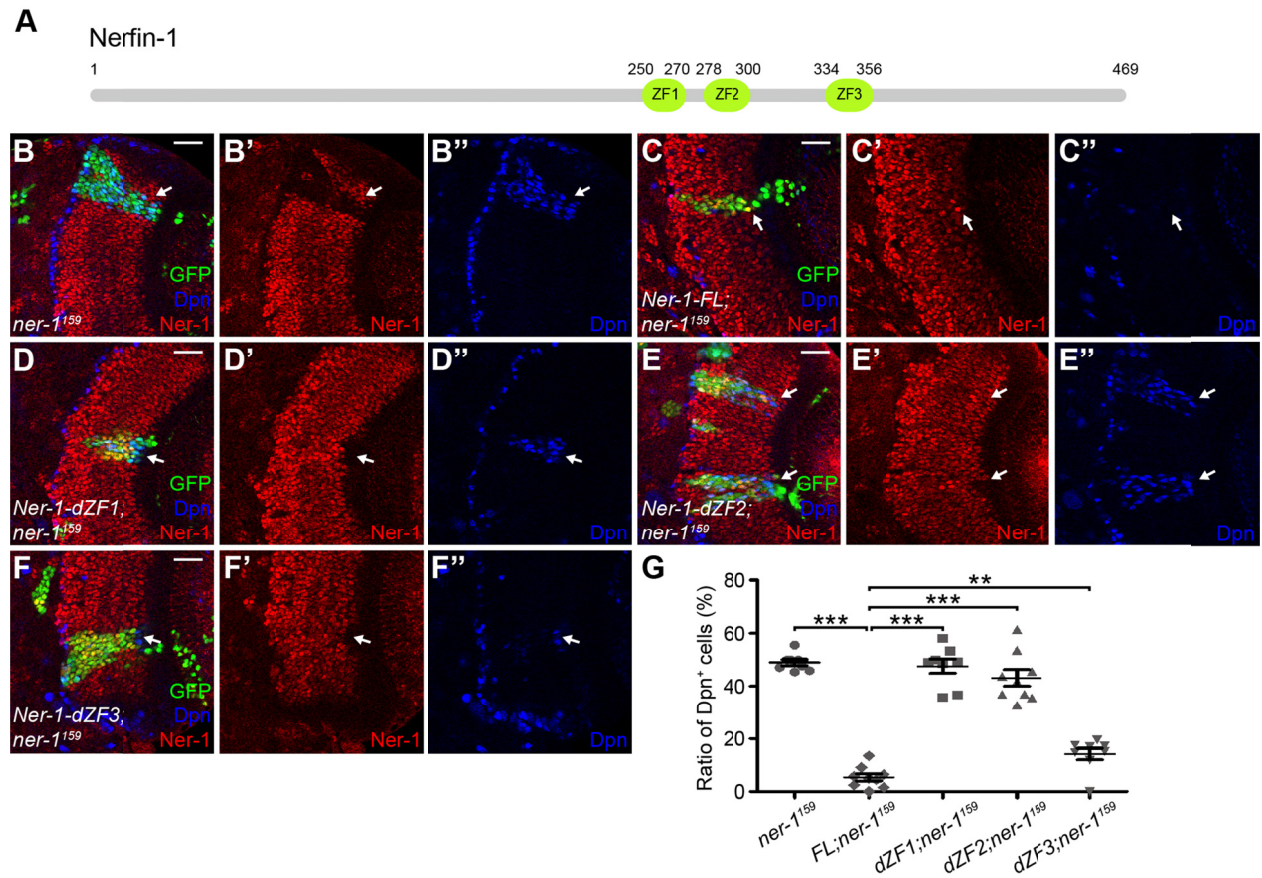 A
Nerfin-1
1 250 270 278 300 334 356 469
ZF1 ZF2 ZF3
B GFP Dpn ner-1¹⁵⁹ Ner-1
B’ Ner-1
B’’ Dpn
C GFP Dpn Ner-1-FL; ner-1¹⁵⁹ Ner-1
C’ Ner-1
C’’ Dpn
D GFP Dpn Ner-1-dZF1, ner-1¹⁵⁹ Ner-1
D’ Ner-1
D’’ Dpn
E GFP Dpn Ner-1-dZF2; ner-1¹⁵⁹ Ner-1
E’ Ner-1
E’’ Dpn
F GFP Dpn Ner-1-dZF3, ner-1¹⁵⁹ Ner-1
F’ Ner-1
F’’ Dpn
G
Ratio of Dpn⁺ cells (%)
80
60
40
20
0
**
***
*** ***
ner-1¹⁵⁹
FL;ner-1¹⁵⁹
dZF1;ner-1¹⁵⁹
dZF2;ner-1¹⁵⁹
dZF3;ner-1¹⁵⁹